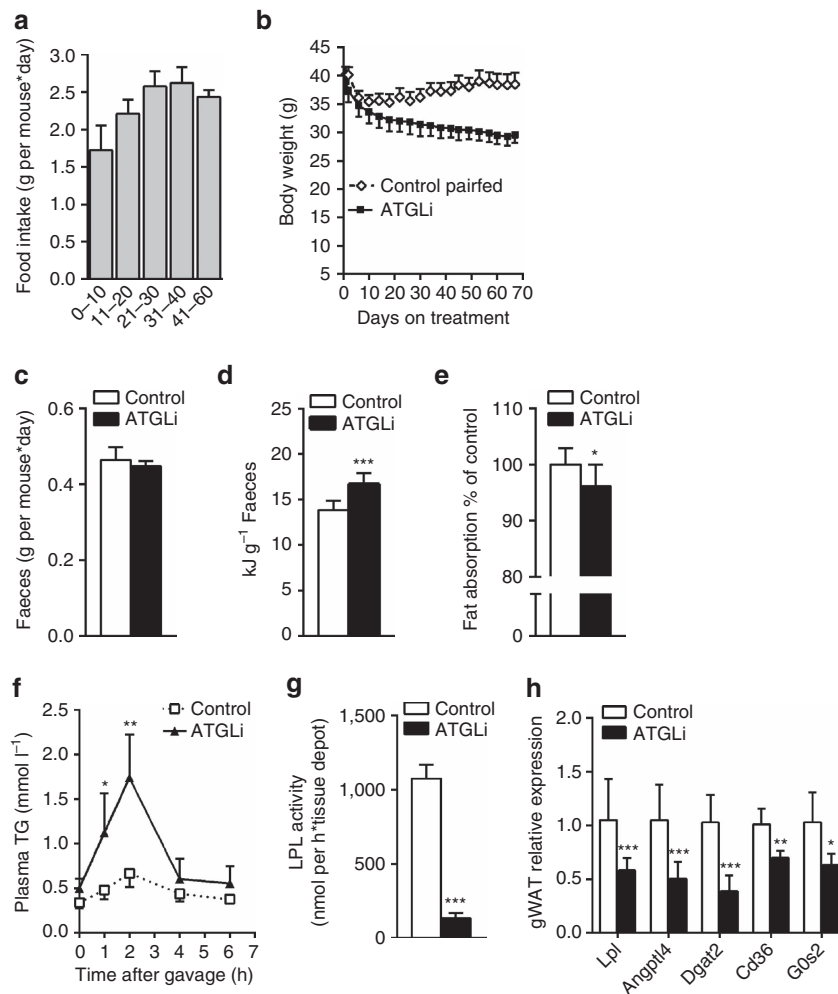 a
Food intake (g per mouse*day)
3.0
2.5
2.0
1.5
1.0
0.5
0.0
0–10
11–20
21–30
31–40
41–60
b
Body weight (g)
45
40
35
30
25
20
15
10
5
Control pairfed
ATGLi
0 10 20 30 40 50 60 70
Days on treatment
c
Faeces (g per mouse*day)
Control
ATGLi
0.6
0.4
0.2
0.0
d
kJ g⁻¹ Faeces
Control
ATGLi
25
20
15
10
5
0
***
e
Fat absorption % of control
Control
ATGLi
110
100
90
80
0
*
f
Plasma TG (mmol l⁻¹)
Control
ATGLi
2.5
2.0
1.5
1.0
0.5
0.0
*
**
0 1 2 3 4 5 6 7
Time after gavage (h)
g
LPL activity
(nmol per h*tissue depot)
Control
ATGLi
1,500
1,000
500
0
***
h
gWAT relative expression
Control
ATGLi
2.0
1.5
1.0
0.5
0.0
***
***
***
**
*
Lpl
Angptl4
Dgat2
Cd36
G0s2